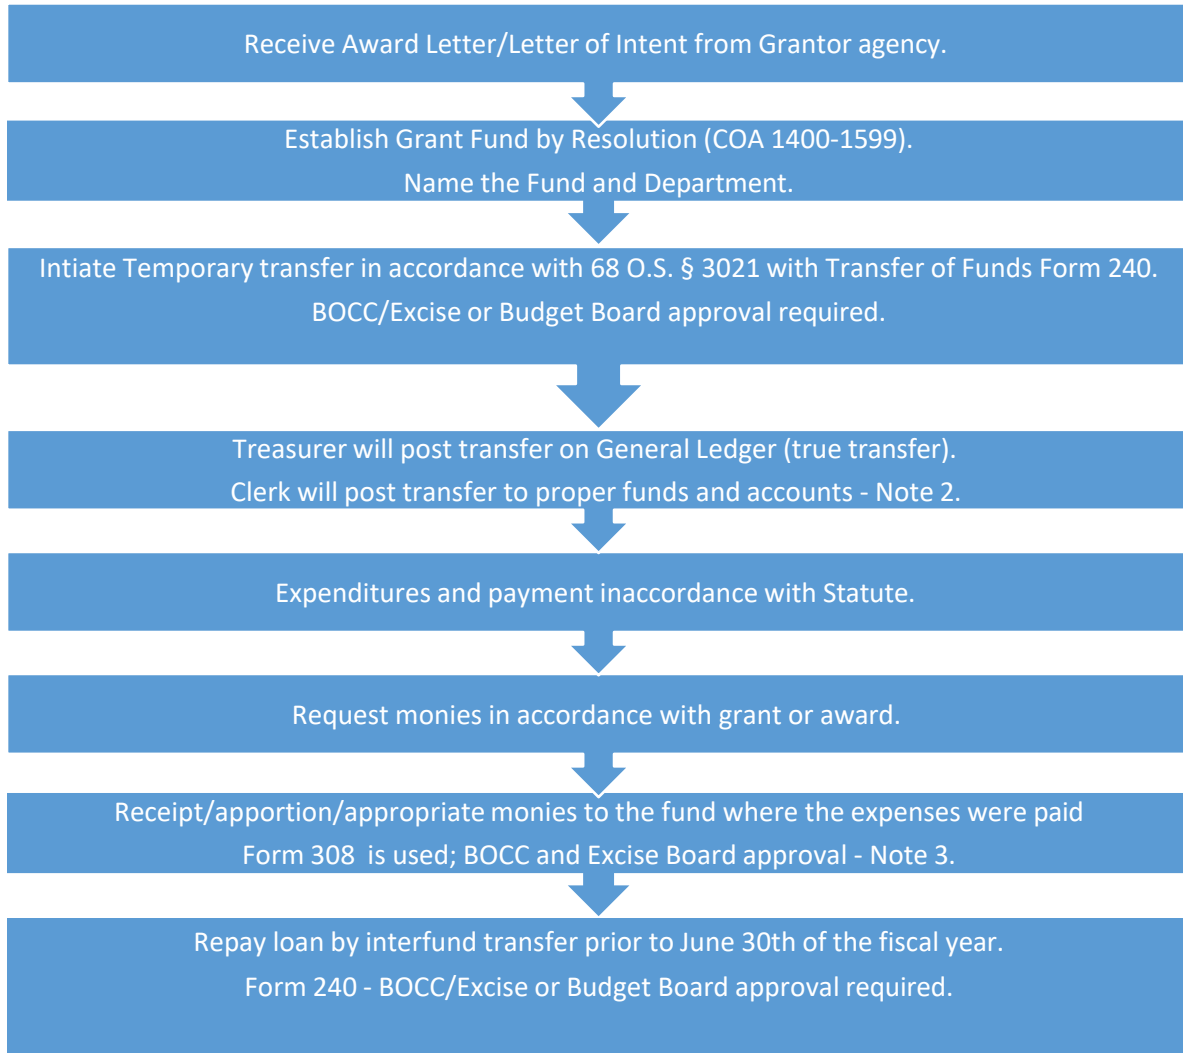 Receive Award Letter/Letter of Intent from Grantor agency.
Establish Grant Fund by Resolution (COA 1400-1599).
Name the Fund and Department.
Intiate Temporary transfer in accordance with 68 O.S. § 3021 with Transfer of Funds Form 240.
BOCC/Excise or Budget Board approval required.
Treasurer will post transfer on General Ledger (true transfer).
Clerk will post transfer to proper funds and accounts - Note 2.
Expenditures and payment inaccordance with Statute.
Request monies in accordance with grant or award.
Receipt/apportion/appropriate monies to the fund where the expenses were paid
Form 308 is used; BOCC and Excise Board approval - Note 3.
Repay loan by interfund transfer prior to June 30th of the fiscal year.
Form 240 - BOCC/Excise or Budget Board approval required.